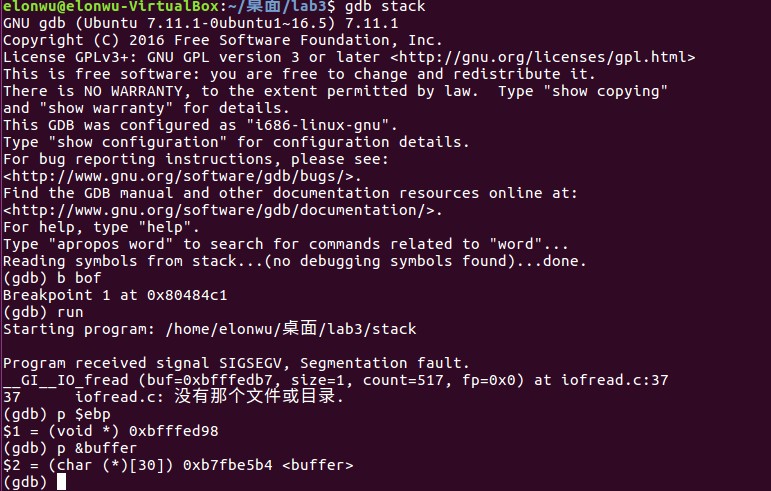 elonwu@elonwu-VirtualBox:~/桌面/lab3$ gdb stack
GNU gdb (Ubuntu 7.11.1-0ubuntu1~16.5) 7.11.1
Copyright (C) 2016 Free Software Foundation, Inc.
License GPLv3+: GNU GPL version 3 or later <http://gnu.org/licenses/gpl.html>
This is free software: you are free to change and redistribute it.
There is NO WARRANTY, to the extent permitted by law.  Type "show copying"
and "show warranty" for details.
This GDB was configured as "i686-linux-gnu".
Type "show configuration" for configuration details.
For bug reporting instructions, please see:
<http://www.gnu.org/software/gdb/bugs/>.
Find the GDB manual and other documentation resources online at:
<http://www.gnu.org/software/gdb/documentation/>.
For help, type "help".
Type "apropos word" to search for commands related to "word"...
Reading symbols from stack...(no debugging symbols found)...done.
(gdb) b bof
Breakpoint 1 at 0x80484c1
(gdb) run
Starting program: /home/elonwu/桌面/lab3/stack
Program received signal SIGSEGV, Segmentation fault.
__GI__IO_fread (buf=0xbfffedb7, size=1, count=517, fp=0x0) at iofread.c:37
37      iofread.c: 没有那个文件或目录.
(gdb) p $ebp
$1 = (void *) 0xbfffed98
(gdb) p &buffer
$2 = (char (*)[30]) 0xb7fbe5b4 <buffer>
(gdb)